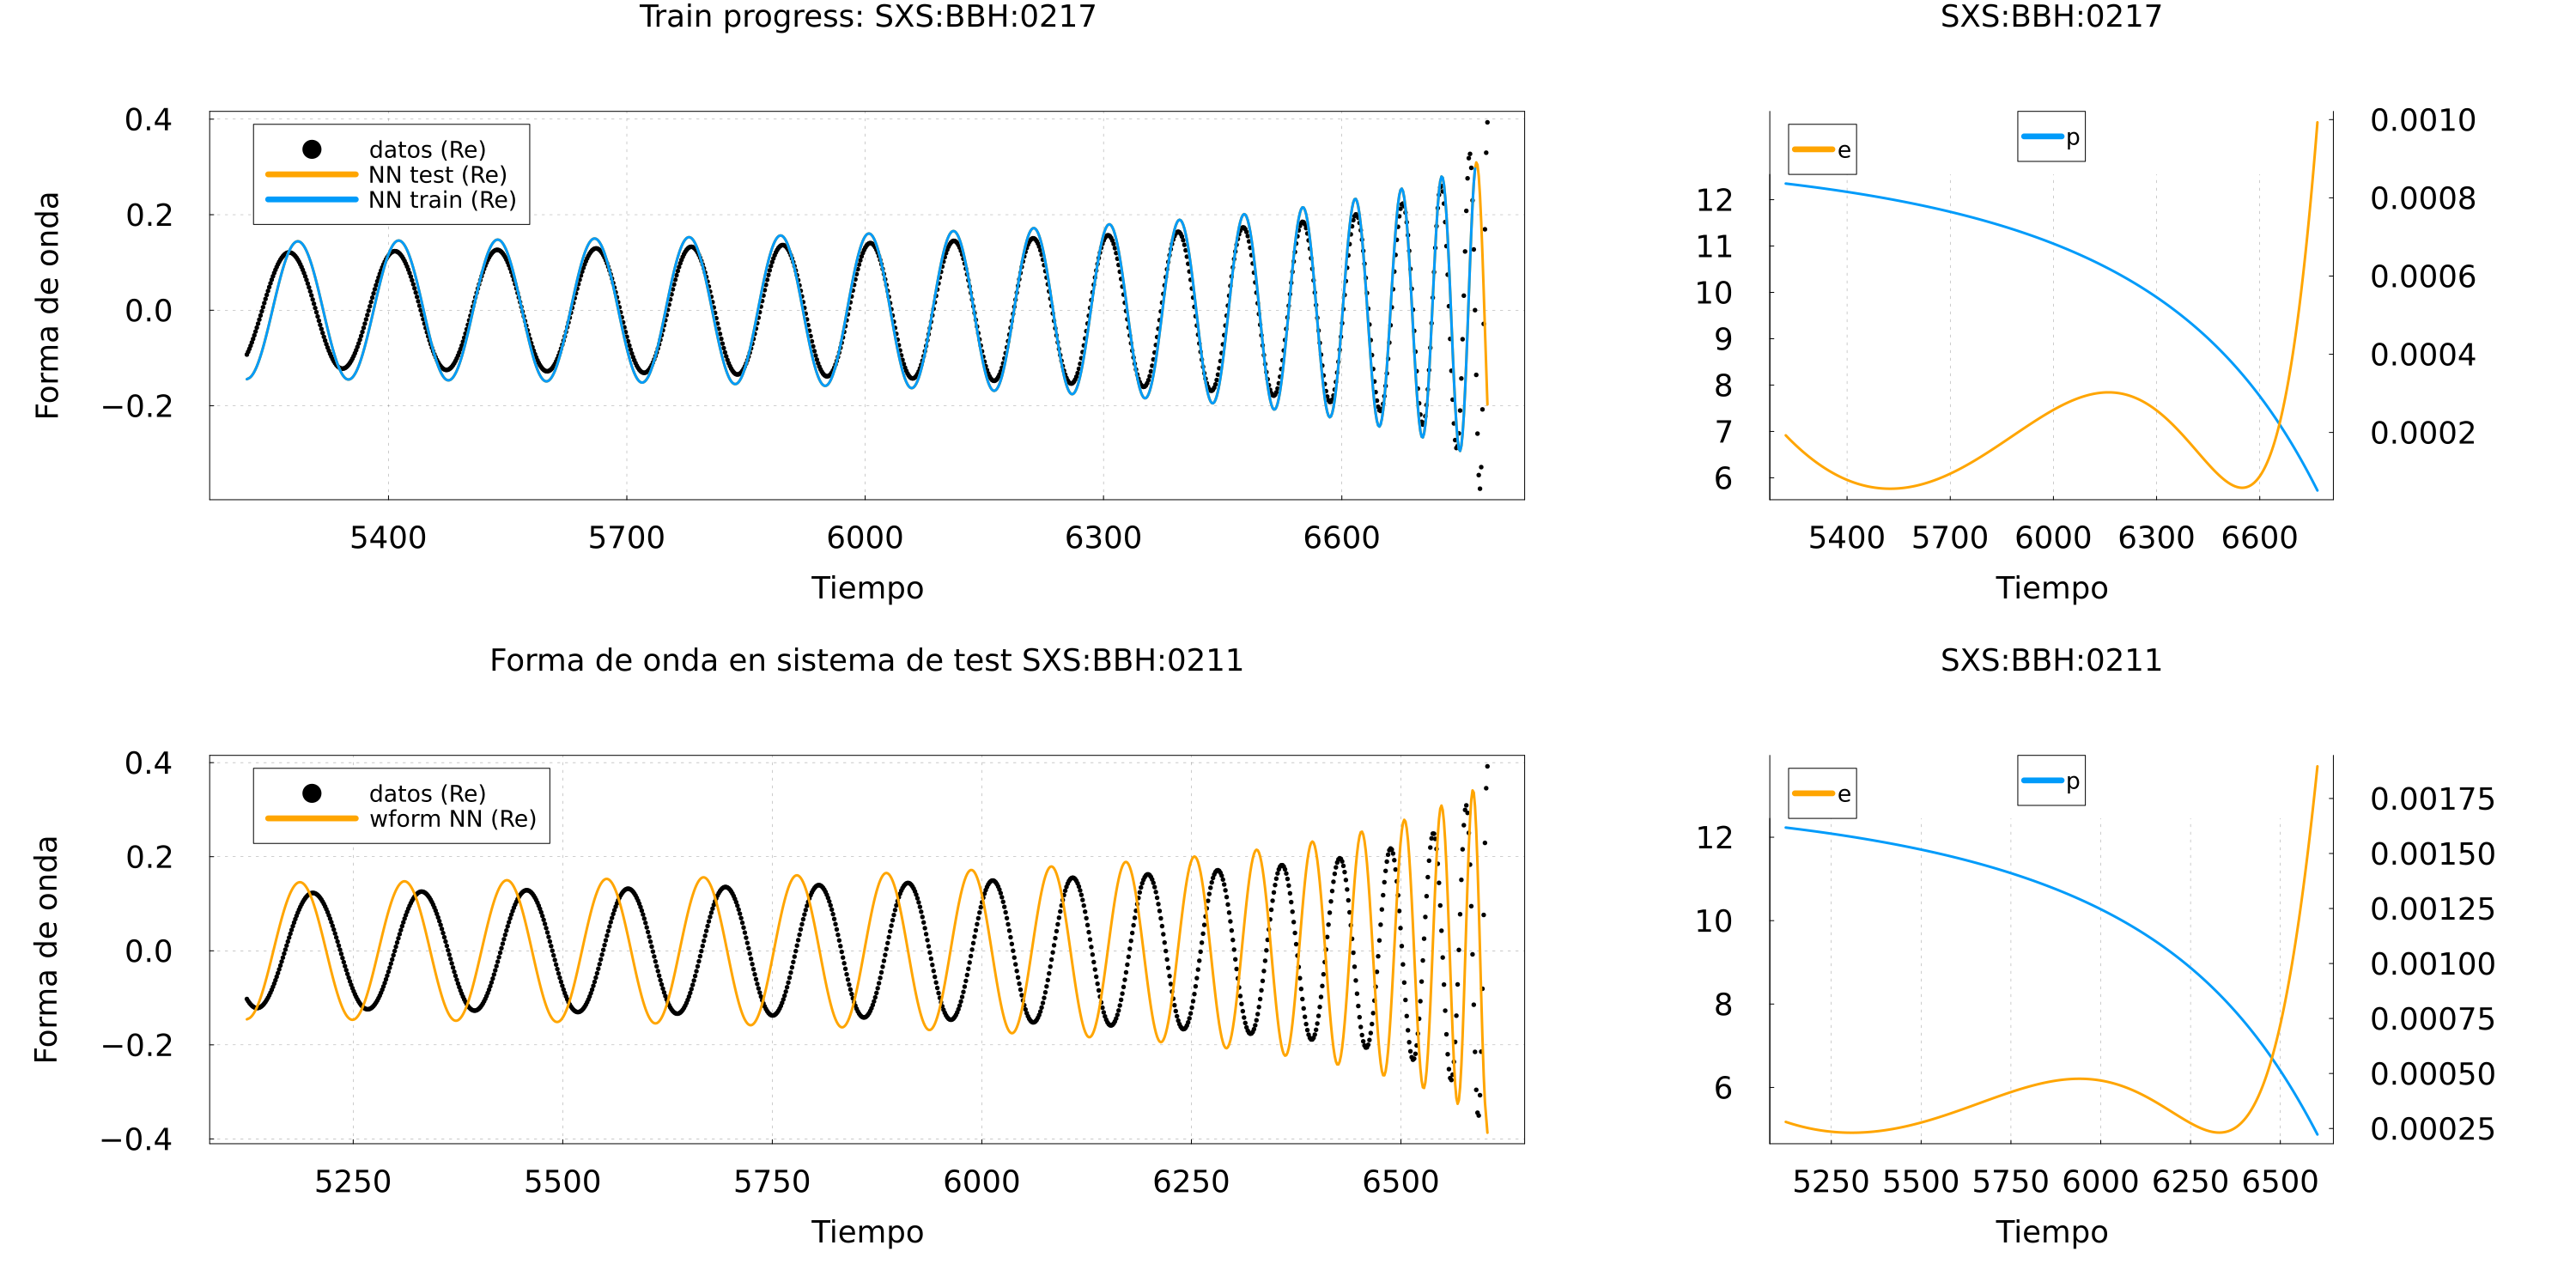 Train progress: SXS:BBH:0217
Forma de onda
0.4
0.2
0.0
−0.2
datos (Re)
NN test (Re)
NN train (Re)
5400 5700 6000 6300 6600
Tiempo
SXS:BBH:0217
12
11
10
9
8
7
6
e
p
0.0010
0.0008
0.0006
0.0004
0.0002
5400 5700 6000 6300 6600
Tiempo
Forma de onda en sistema de test SXS:BBH:0211
Forma de onda
0.4
0.2
0.0
−0.2
−0.4
datos (Re)
wform NN (Re)
5250 5500 5750 6000 6250 6500
Tiempo
SXS:BBH:0211
12
10
8
6
e
p
0.00175
0.00150
0.00125
0.00100
0.00075
0.00050
0.00025
5250 5500 5750 6000 6250 6500
Tiempo